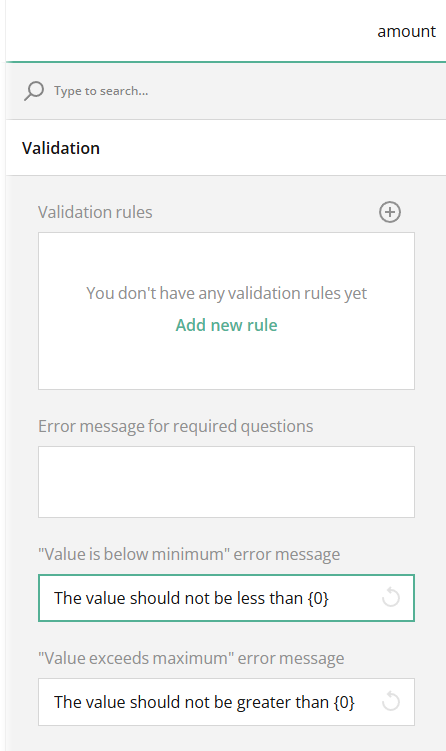 amount
Type to search...
Validation
Validation rules
You don't have any validation rules yet
Add new rule
Error message for required questions
"Value is below minimum" error message
The value should not be less than {0}
"Value exceeds maximum" error message
The value should not be greater than {0}